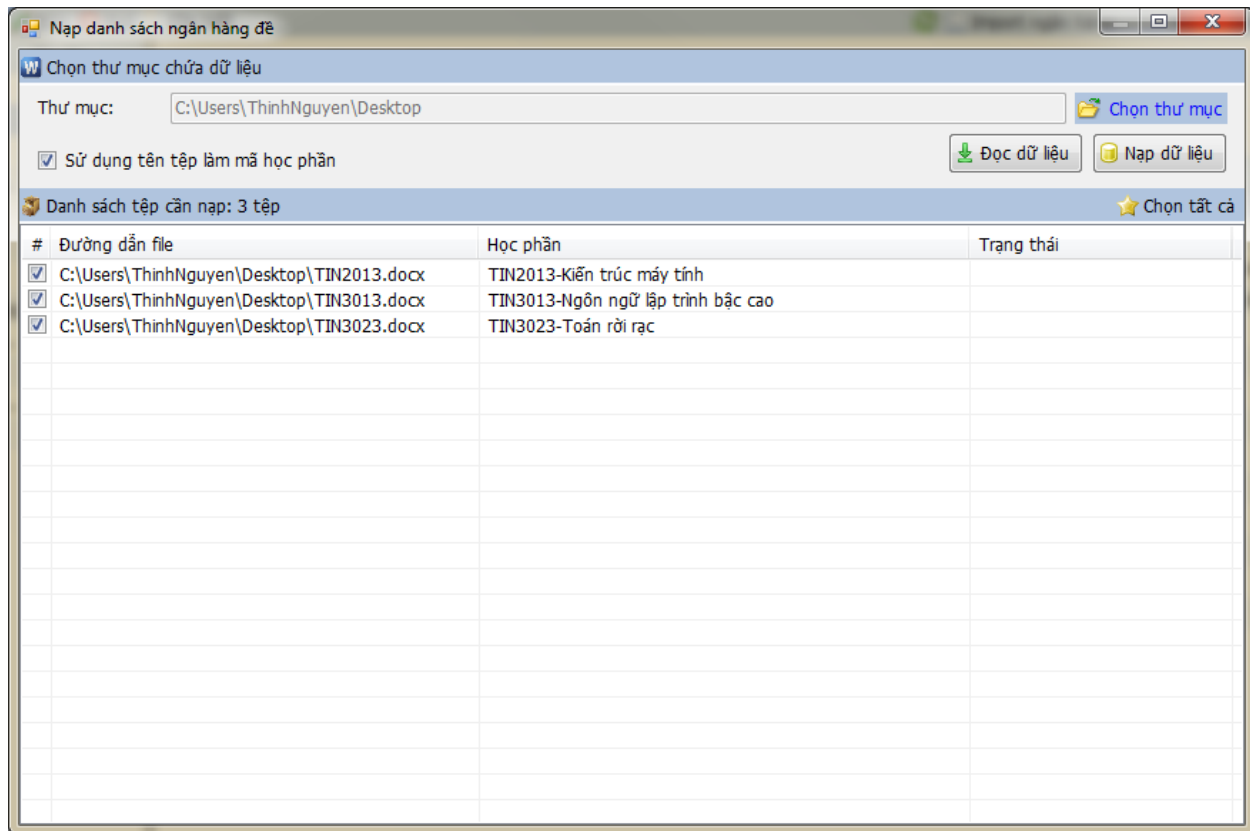 Nạp danh sách ngân hàng đề
Chọn thư mục chứa dữ liệu
Thư mục: C:\Users\ThinhNguyen\Desktop Chọn thư mục
Sử dụng tên tệp làm mã học phần Đọc dữ liệu Nạp dữ liệu
Danh sách tệp cần nạp: 3 tệp Chọn tất cả
# Đường dẫn file Học phần Trạng thái
C:\Users\ThinhNguyen\Desktop\TIN2013.docx TIN2013-Kiến trúc máy tính
C:\Users\ThinhNguyen\Desktop\TIN3013.docx TIN3013-Ngôn ngữ lập trình bậc cao
C:\Users\ThinhNguyen\Desktop\TIN3023.docx TIN3023-Toán rời rạc